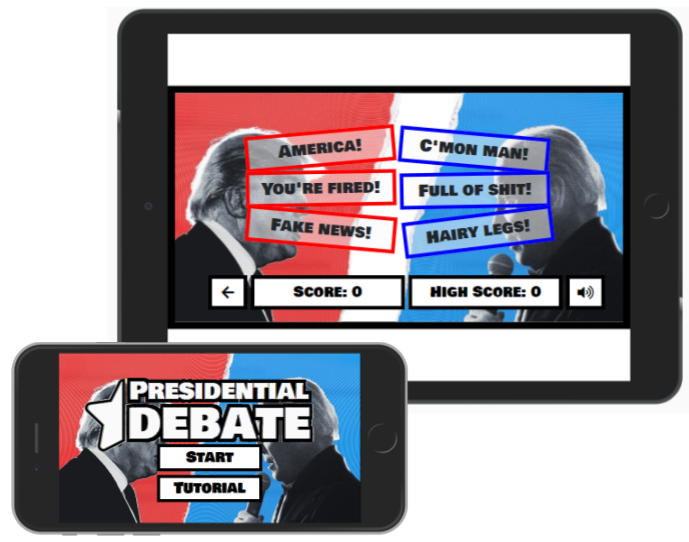 AMERICA!
C'MON MAN!
YOU'RE FIRED!
FULL OF SHIT!
FAKE NEWS!
HAIRY LEGS!
SCORE: 0
HIGH SCORE: 0
PRESIDENTIAL
DEBATE
START
TUTORIAL